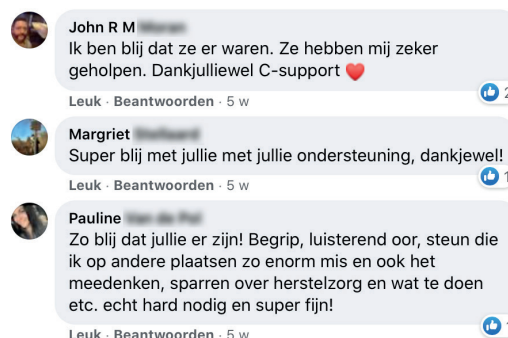 John R M
Ik ben blij dat ze er waren. Ze hebben mij zeker
geholpen. Dankjulliewel C-support ❤️
Leuk · Beantwoorden · 5 w
2
Margriet
Super blij met jullie met jullie ondersteuning, dankjewel!
Leuk · Beantwoorden · 5 w
1
Pauline
Zo blij dat jullie er zijn! Begrip, luisterend oor, steun die
ik op andere plaatsen zo enorm mis en ook het
meedenken, sparren over herstelzorg en wat te doen
etc. echt hard nodig en super fijn!
Leuk · Beantwoorden · 5 w